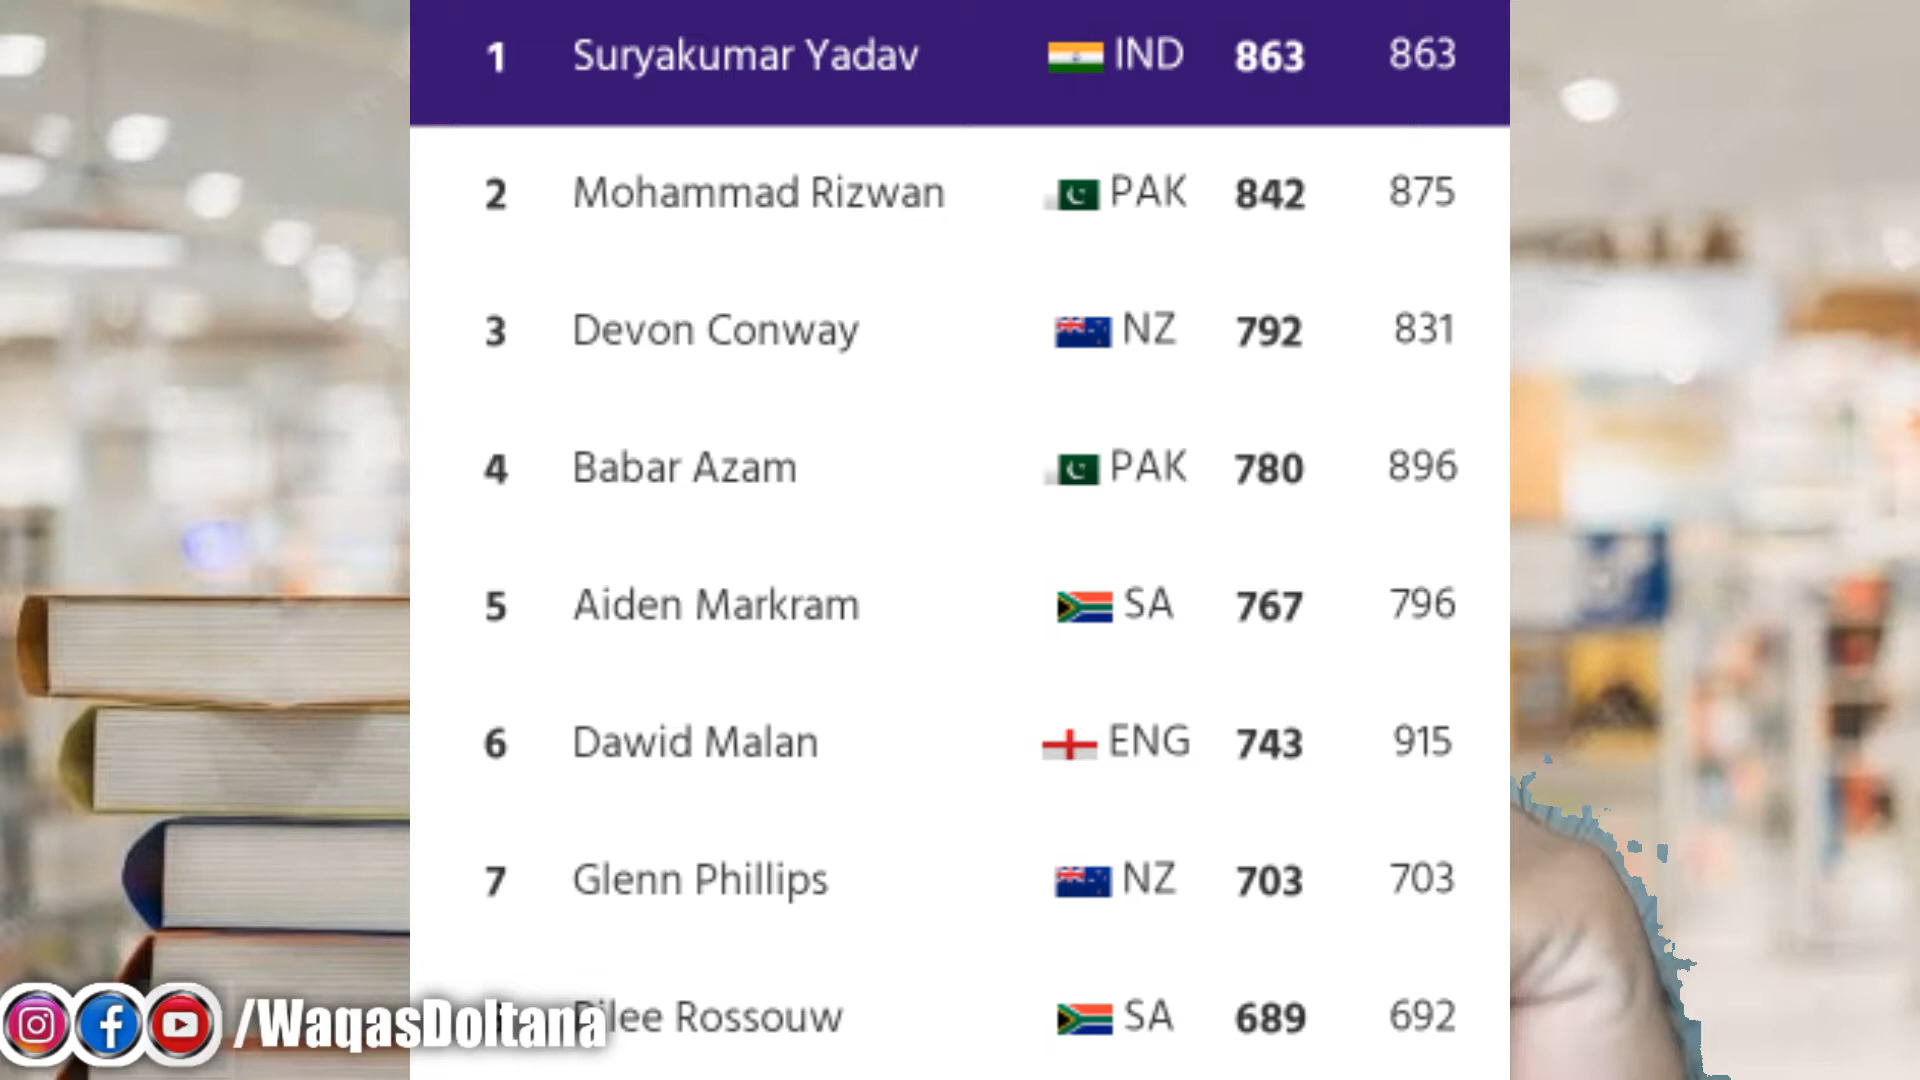 1 Suryakumar Yadav IND 863 863
2 Mohammad Rizwan PAK 842 875
3 Devon Conway NZ 792 831
4 Babar Azam PAK 780 896
5 Aiden Markram SA 767 796
6 Dawid Malan ENG 743 915
7 Glenn Phillips NZ 703 703
Rilee Rossouw SA 689 692
/WaqasDoltana